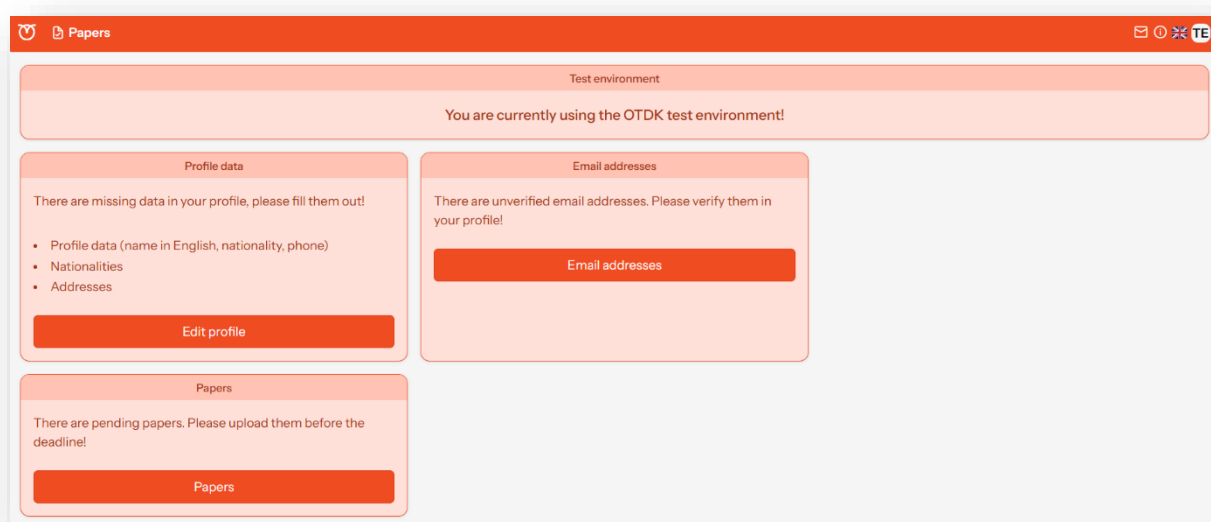 Papers
TE
Test environment
You are currently using the OTDK test environment!
Profile data
There are missing data in your profile, please fill them out!
• Profile data (name in English, nationality, phone)
• Nationalities
• Addresses
Edit profile
Email addresses
There are unverified email addresses. Please verify them in
your profile!
Email addresses
Papers
There are pending papers. Please upload them before the
deadline!
Papers